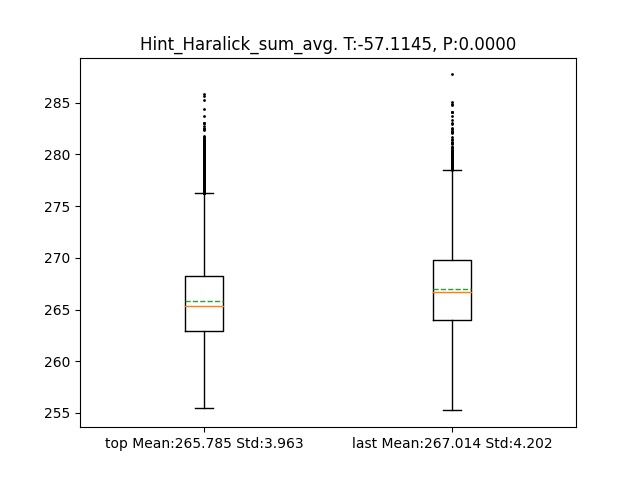 Hint_Haralick_sum_avg. T:-57.1145, P:0.0000
285
280
275
270
265
260
255
top Mean:265.785 Std:3.963
last Mean:267.014 Std:4.202